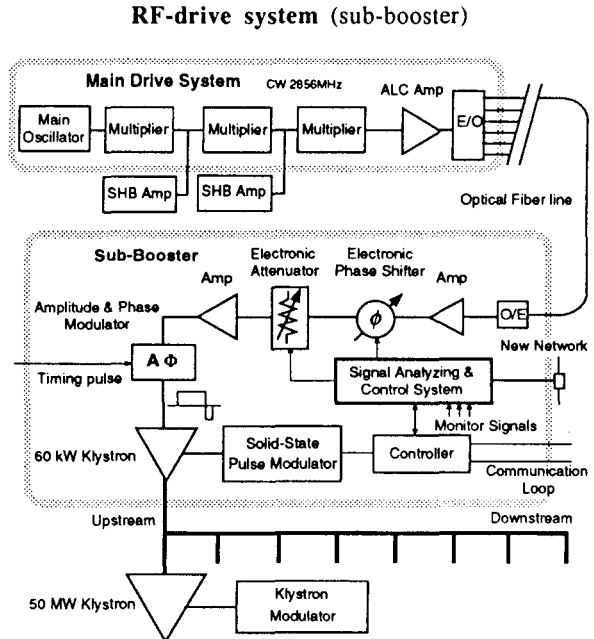 RF-drive system (sub-booster)
Main Drive System
CW 2856MHz
ALC Amp
Main
Oscillator
Multiplier
Multiplier
Multiplier
E/O
SHB Amp
SHB Amp
Optical Fiber line
Sub-Booster
Electronic
Attenuator
Electronic
Phase Shifter
Amp
Amp
Amplitude & Phase
Modulator
ϕ
O/E
New Network
A Φ
Timing pulse
Signal Analyzing &
Control System
Monitor Signals
60 kW Klystron
Solid-State
Pulse Modulator
Controller
Communication
Loop
Upstream
Downstream
50 MW Klystron
Klystron
Modulator